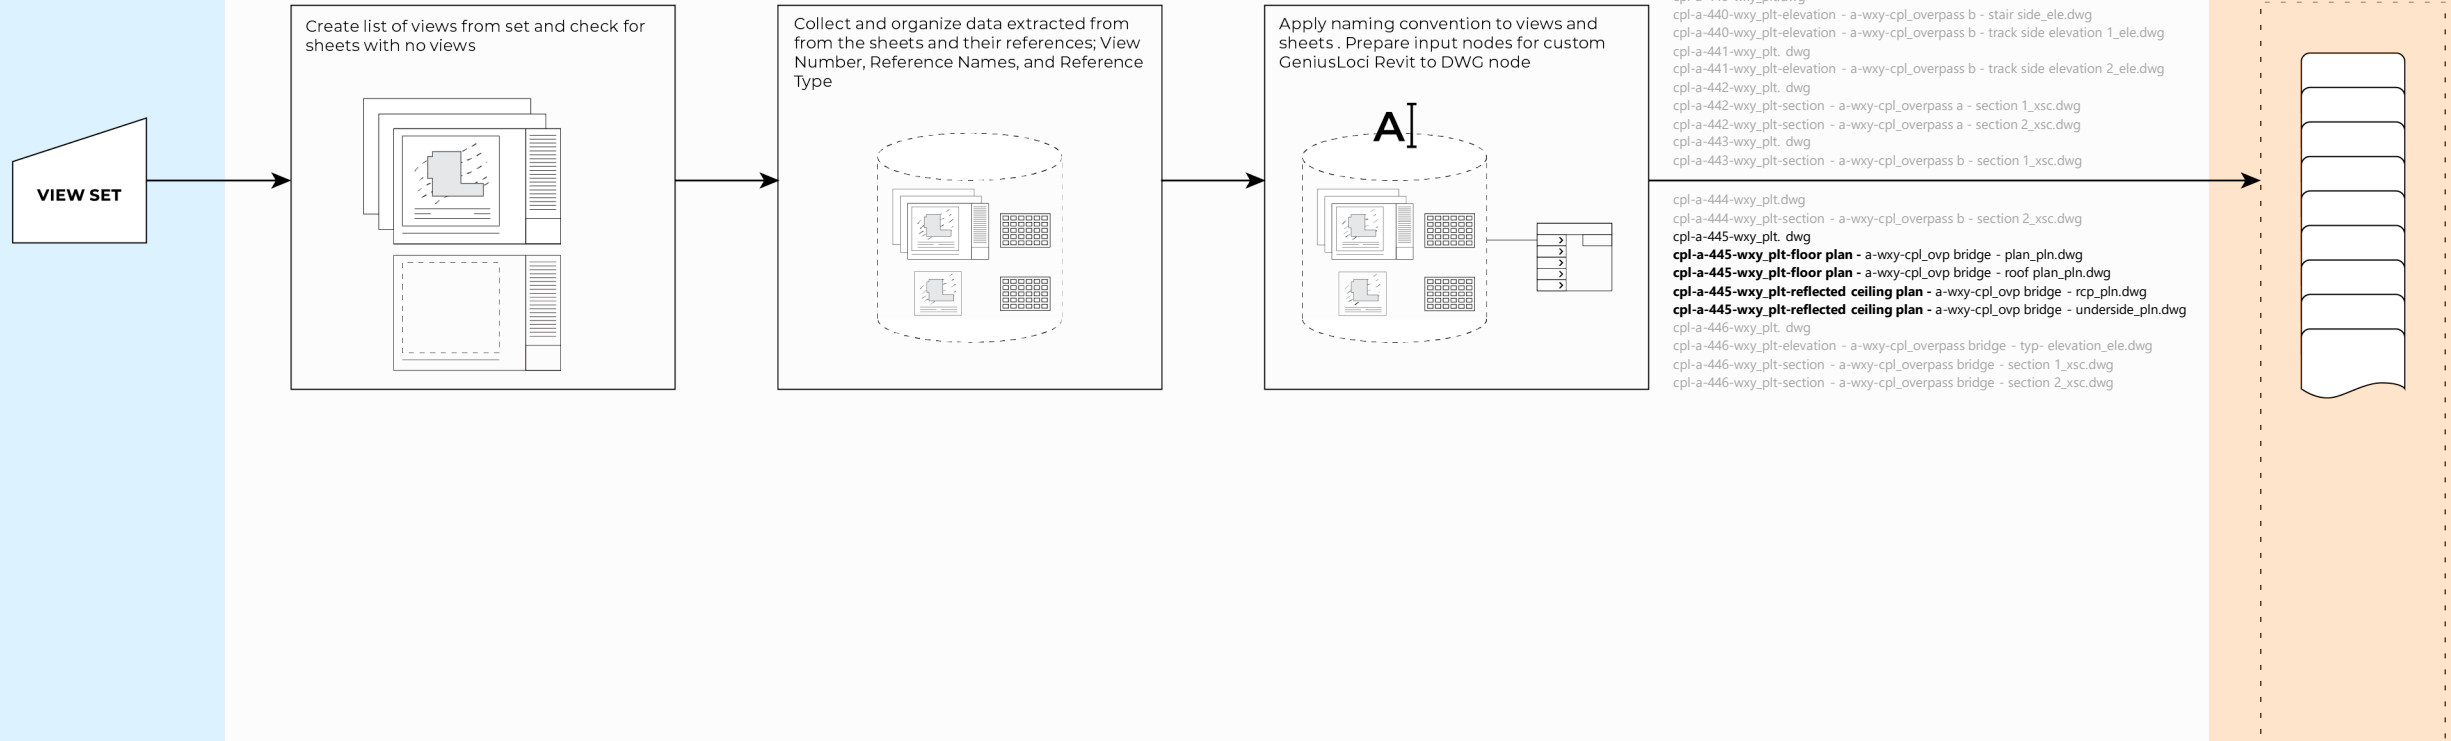 VIEW SET
Create list of views from set and check for
sheets with no views
Collect and organize data extracted from
from the sheets and their references; View
Number, Reference Names, and Reference
Type
Apply naming convention to views and
sheets . Prepare input nodes for custom
GeniusLoci Revit to DWG node
A
cpl-a-440-wxy_plt-elevation - a-wxy-cpl_overpass b - stair side_ele.dwg
cpl-a-440-wxy_plt-elevation - a-wxy-cpl_overpass b - track side elevation 1_ele.dwg
cpl-a-441-wxy_plt. dwg
cpl-a-441-wxy_plt-elevation - a-wxy-cpl_overpass b - track side elevation 2_ele.dwg
cpl-a-442-wxy_plt. dwg
cpl-a-442-wxy_plt-section - a-wxy-cpl_overpass a - section 1_xsc.dwg
cpl-a-442-wxy_plt-section - a-wxy-cpl_overpass a - section 2_xsc.dwg
cpl-a-443-wxy_plt. dwg
cpl-a-443-wxy_plt-section - a-wxy-cpl_overpass b - section 1_xsc.dwg
cpl-a-444-wxy_plt.dwg
cpl-a-444-wxy_plt-section - a-wxy-cpl_overpass b - section 2_xsc.dwg
cpl-a-445-wxy_plt. dwg
cpl-a-445-wxy_plt-floor plan - a-wxy-cpl_ovp bridge - plan_pln.dwg
cpl-a-445-wxy_plt-floor plan - a-wxy-cpl_ovp bridge - roof plan_pln.dwg
cpl-a-445-wxy_plt-reflected ceiling plan - a-wxy-cpl_ovp bridge - rcp_pln.dwg
cpl-a-445-wxy_plt-reflected ceiling plan - a-wxy-cpl_ovp bridge - underside_pln.dwg
cpl-a-446-wxy_plt. dwg
cpl-a-446-wxy_plt-elevation - a-wxy-cpl_overpass bridge - typ- elevation_ele.dwg
cpl-a-446-wxy_plt-section - a-wxy-cpl_overpass bridge - section 1_xsc.dwg
cpl-a-446-wxy_plt-section - a-wxy-cpl_overpass bridge - section 2_xsc.dwg